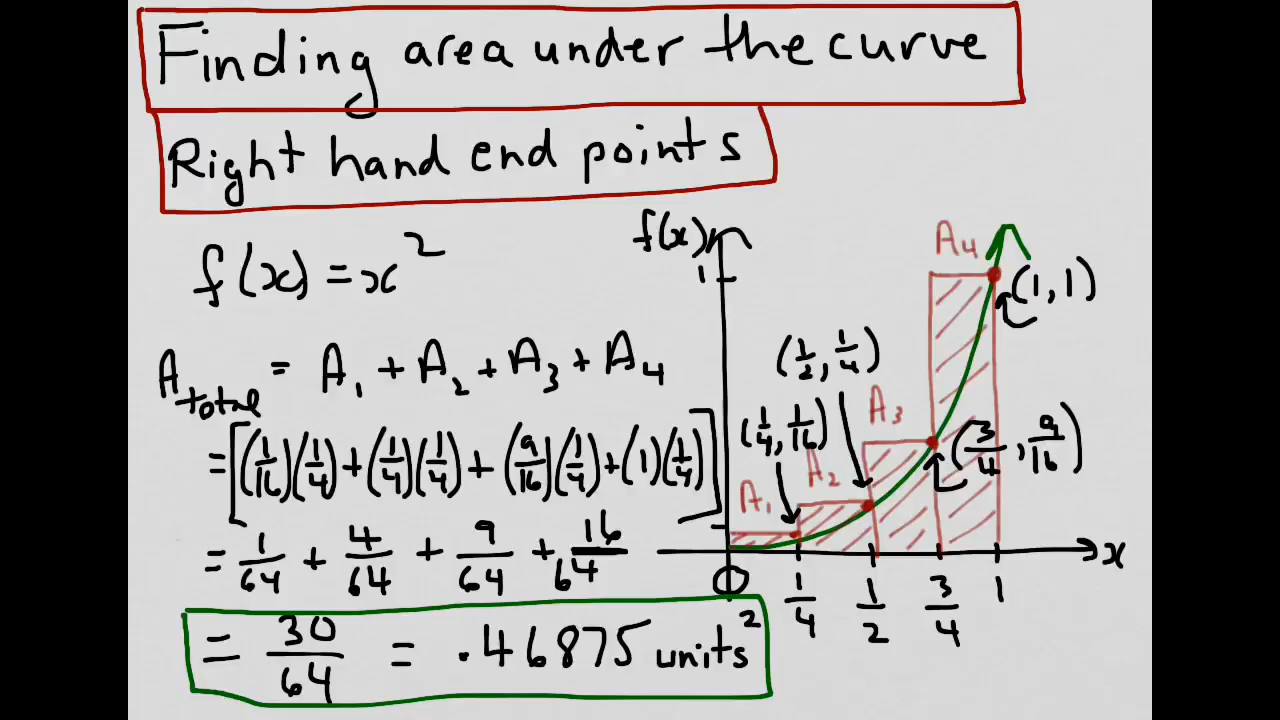 Finding area under the curve
Right hand end points
f(x) = x²
A total = A₁ + A₂ + A₃ + A₄
= [(1/16)(1/4) + (1/4)(1/4) + (9/16)(1/4) + (1)(1/4)]
= 1/64 + 4/64 + 9/64 + 16/64
= 30/64 = .46875 units²
f(x)
1
A₄
(1, 1)
(1/2, 1/4)
A₃
(1/4, 1/16)
(3/4, 9/16)
A₂
A₁
x
0 1/4 1/2 3/4 1